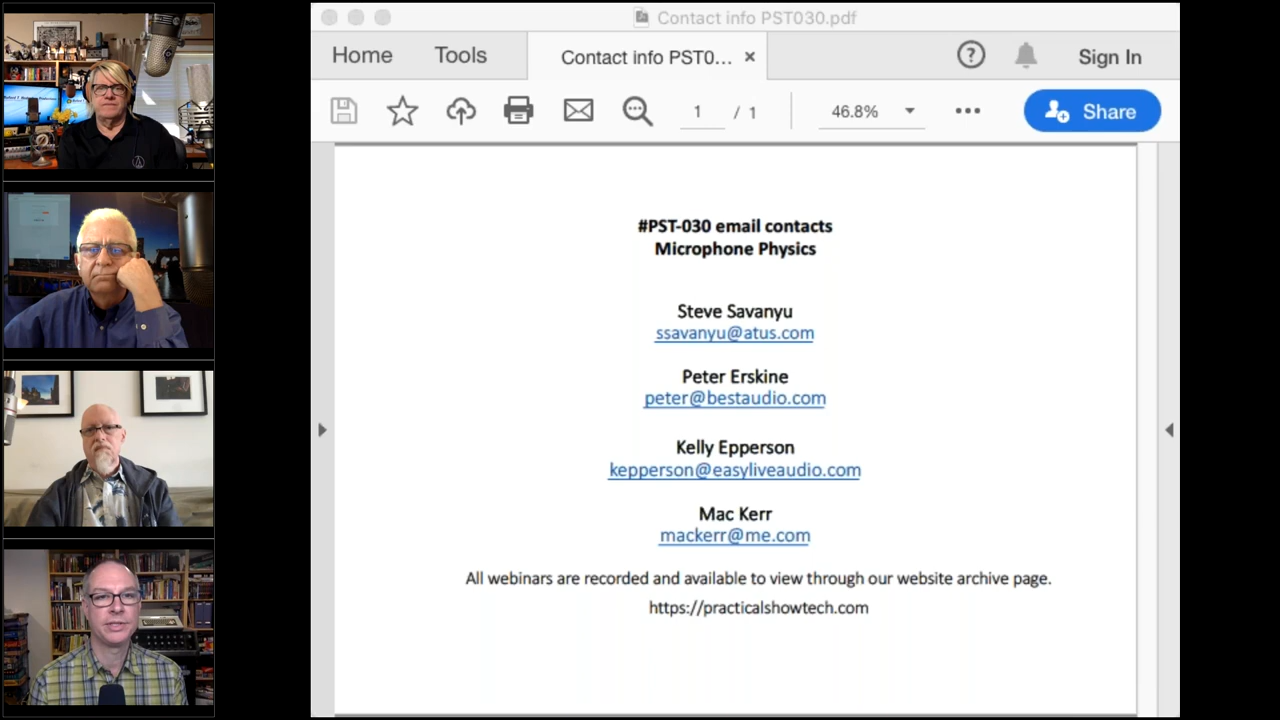 Contact info PST030.pdf
Home
Tools
Contact info PST0... ×
Sign In
1 / 1
46.8%
Share
#PST-030 email contacts
Microphone Physics
Steve Savanyu
ssavanyu@atus.com
Peter Erskine
peter@bestaudio.com
Kelly Epperson
kepperson@easyliveaudio.com
Mac Kerr
mackerr@me.com
All webinars are recorded and available to view through our website archive page.
https://practicalshowtech.com